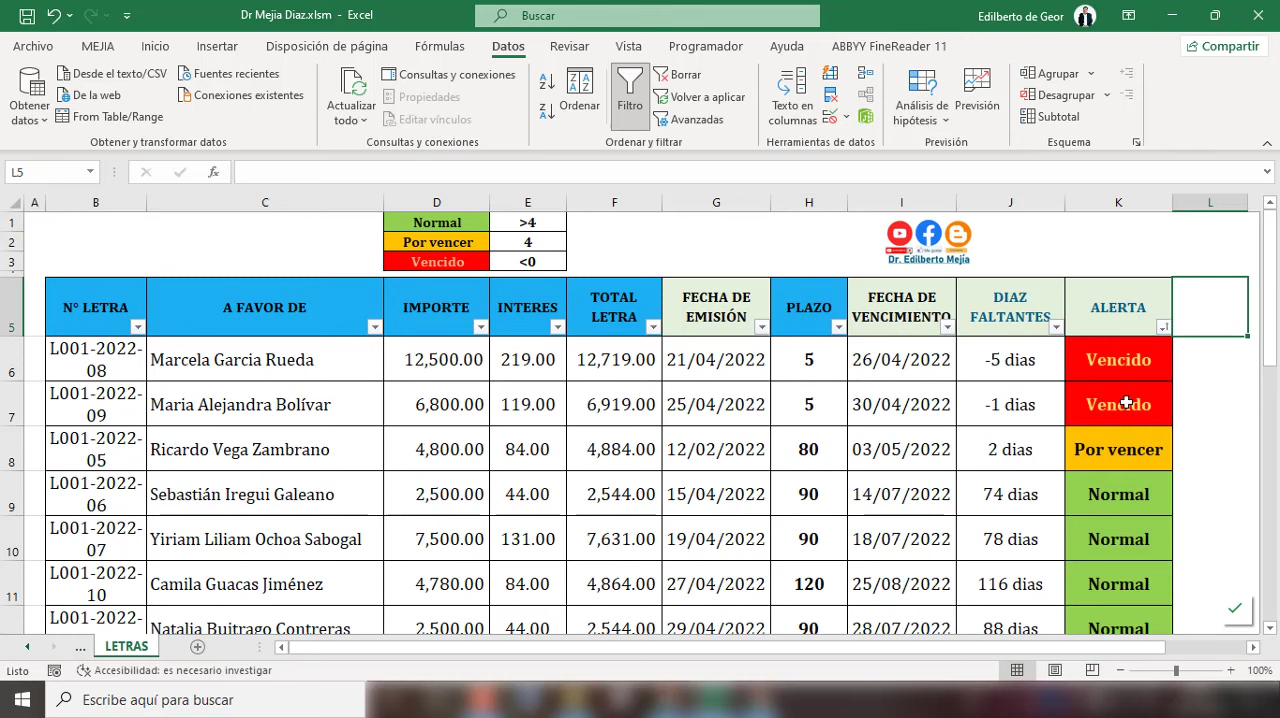 Dr Mejia Diaz.xlsm - Excel
Buscar
Edilberto de Geor
Archivo MEJIA Inicio Insertar Disposición de página Fórmulas Datos Revisar Vista Programador Ayuda ABBYY FineReader 11 Compartir
Obtener datos
Desde el texto/CSV
De la web
From Table/Range
Fuentes recientes
Conexiones existentes
Obtener y transformar datos
Actualizar todo
Consultas y conexiones
Propiedades
Editar vínculos
Consultas y conexiones
Ordenar
Filtro
Borrar
Volver a aplicar
Avanzadas
Ordenar y filtrar
Texto en columnas
Herramientas de datos
Análisis de hipótesis
Previsión
Previsión
Agrupar
Desagrupar
Subtotal
Esquema
L5
A B C D E F G H I J K L
1 Normal >4
2 Por vencer 4
3 Vencido <0
Dr. Edilberto Mejía
5 N° LETRA A FAVOR DE IMPORTE INTERES TOTAL LETRA FECHA DE EMISIÓN PLAZO FECHA DE VENCIMIENTO DIAZ FALTANTES ALERTA
6 L001-2022-08 Marcela Garcia Rueda 12,500.00 219.00 12,719.00 21/04/2022 5 26/04/2022 -5 dias Vencido
7 L001-2022-09 Maria Alejandra Bolívar 6,800.00 119.00 6,919.00 25/04/2022 5 30/04/2022 -1 dias Vencido
8 L001-2022-05 Ricardo Vega Zambrano 4,800.00 84.00 4,884.00 12/02/2022 80 03/05/2022 2 dias Por vencer
9 L001-2022-06 Sebastián Iregui Galeano 2,500.00 44.00 2,544.00 15/04/2022 90 14/07/2022 74 dias Normal
10 L001-2022-07 Yiriam Liliam Ochoa Sabogal 7,500.00 131.00 7,631.00 19/04/2022 90 18/07/2022 78 dias Normal
11 L001-2022-10 Camila Guacas Jiménez 4,780.00 84.00 4,864.00 27/04/2022 120 25/08/2022 116 dias Normal
L001-2022- Natalia Buitrago Contreras 2,500.00 44.00 2,544.00 29/04/2022 90 28/07/2022 88 dias Normal
... LETRAS
Listo
Accesibilidad: es necesario investigar
100%
Escribe aquí para buscar